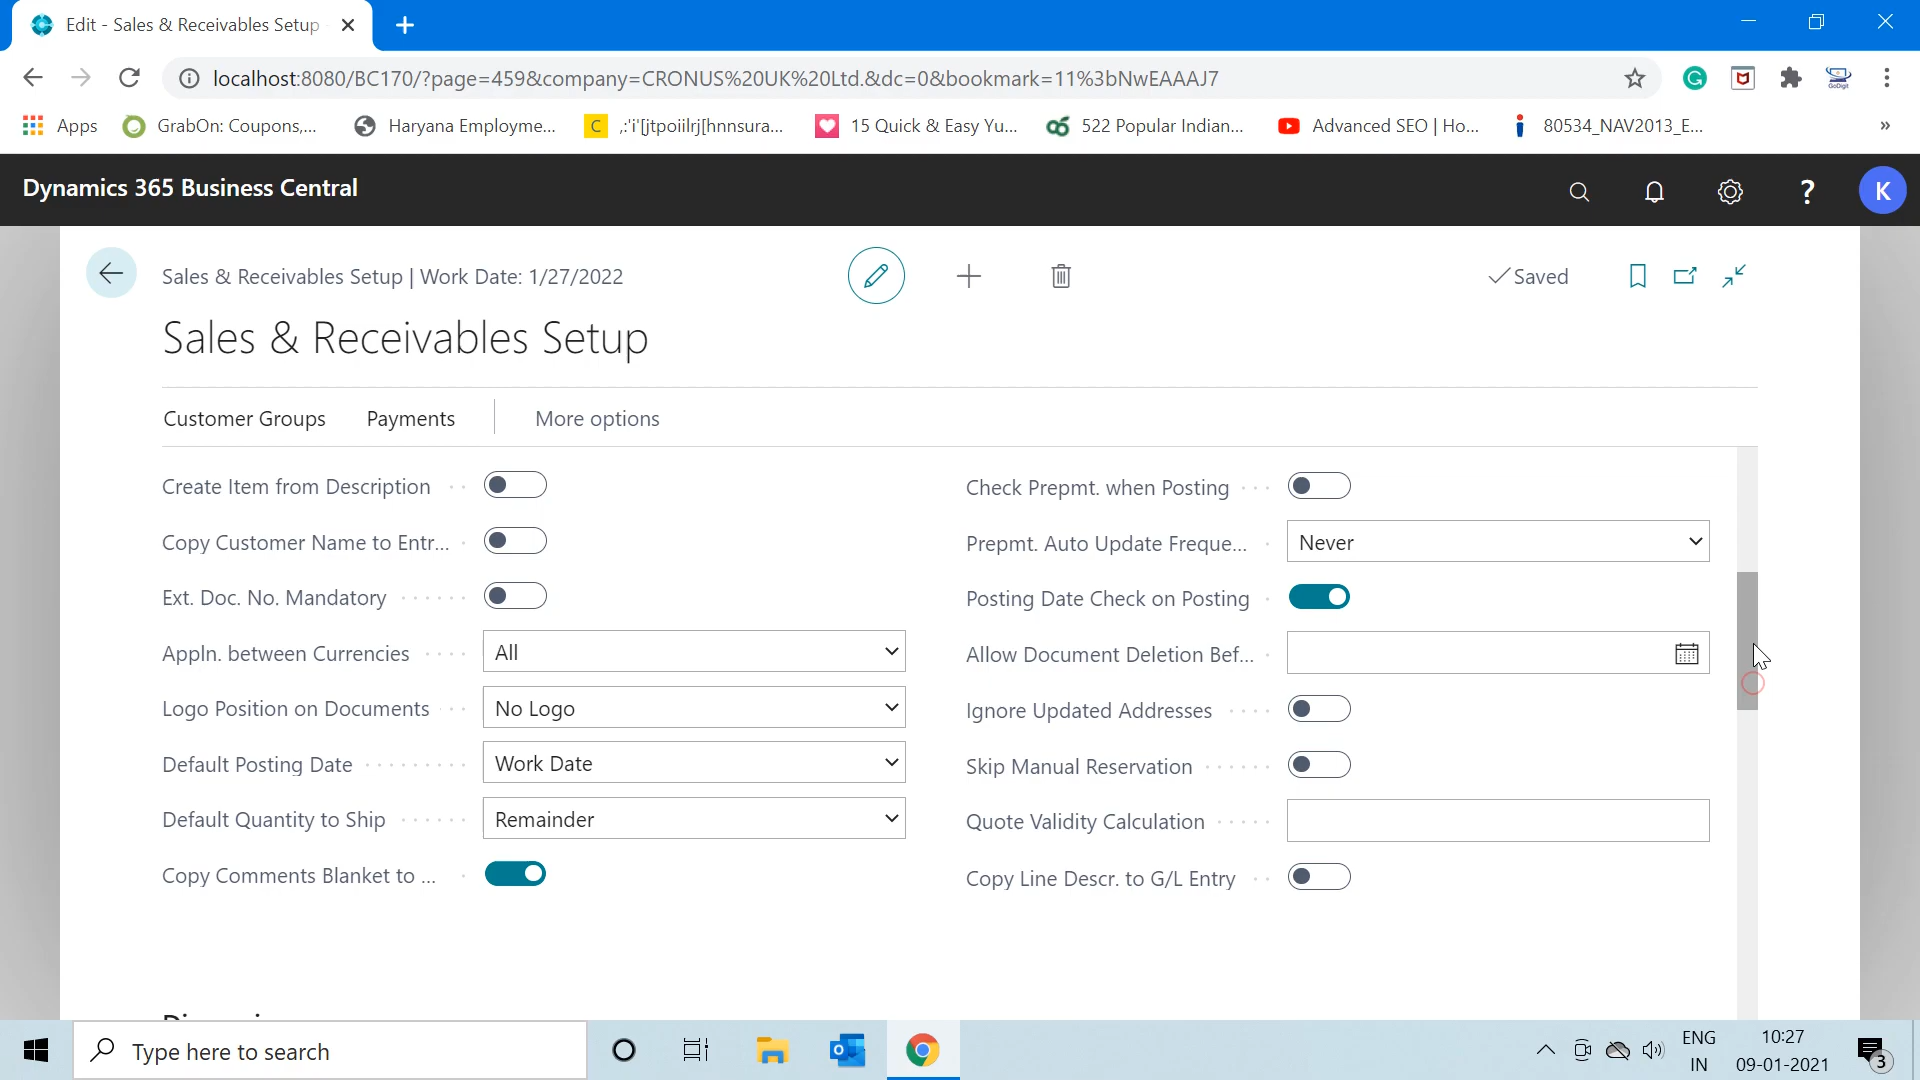 Edit - Sales & Receivables Setup
localhost:8080/BC170/?page=459&company=CRONUS%20UK%20Ltd.&dc=0&bookmark=11%3bNwEAAAJ7
Apps GrabOn: Coupons,... Haryana Employme... ,:'i'[jtpoiilrj[hnnsura... 15 Quick & Easy Yu... 522 Popular Indian... Advanced SEO | Ho... 80534_NAV2013_E... »
Dynamics 365 Business Central
? K
Sales & Receivables Setup | Work Date: 1/27/2022
Saved
Sales & Receivables Setup
Customer Groups Payments More options
Create Item from Description
Check Prepmt. when Posting
Copy Customer Name to Entr...
Prepmt. Auto Update Freque... Never
Ext. Doc. No. Mandatory
Posting Date Check on Posting
Appln. between Currencies All
Allow Document Deletion Bef...
Logo Position on Documents No Logo
Ignore Updated Addresses
Default Posting Date Work Date
Skip Manual Reservation
Default Quantity to Ship Remainder
Quote Validity Calculation
Copy Comments Blanket to ...
Copy Line Descr. to G/L Entry
Type here to search
ENG
IN
10:27
09-01-2021
3